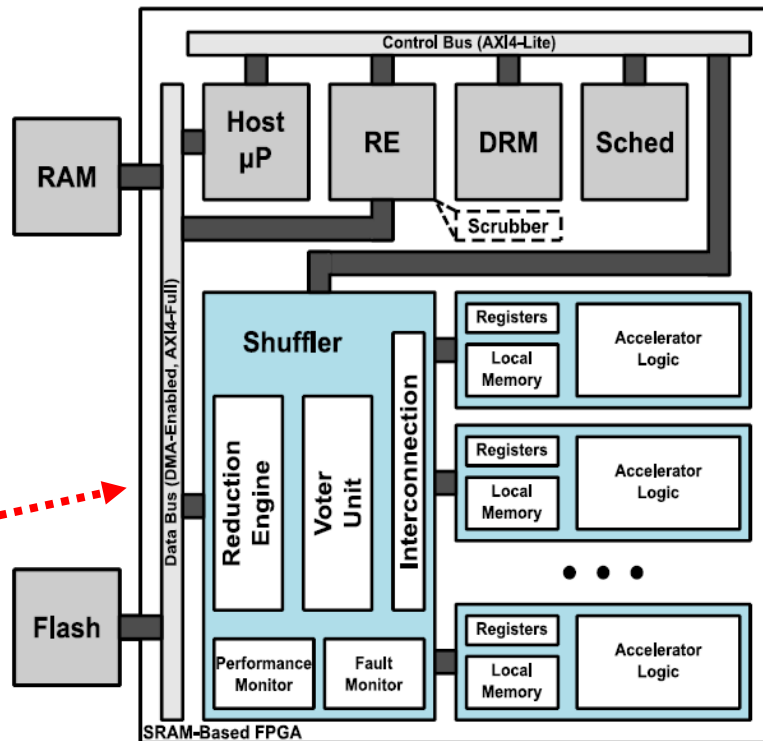 Control Bus (AXI4-Lite)
RAM
Host
μP
RE
DRM
Sched
Scrubber
Data Bus (DMA-Enabled, AXI4-Full)
Shuffler
Reduction
Engine
Voter
Unit
Interconnection
Performance
Monitor
Fault
Monitor
Registers
Local
Memory
Accelerator
Logic
Registers
Local
Memory
Accelerator
Logic
Flash
Registers
Local
Memory
Accelerator
Logic
SRAM-Based FPGA